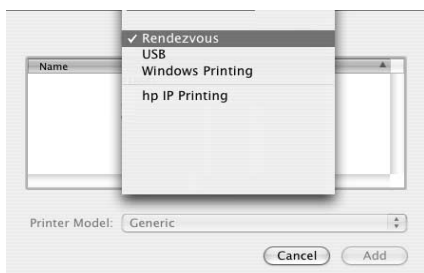 ✓ Rendezvous
USB
Windows Printing
hp IP Printing
Name
Printer Model: Generic
Cancel Add